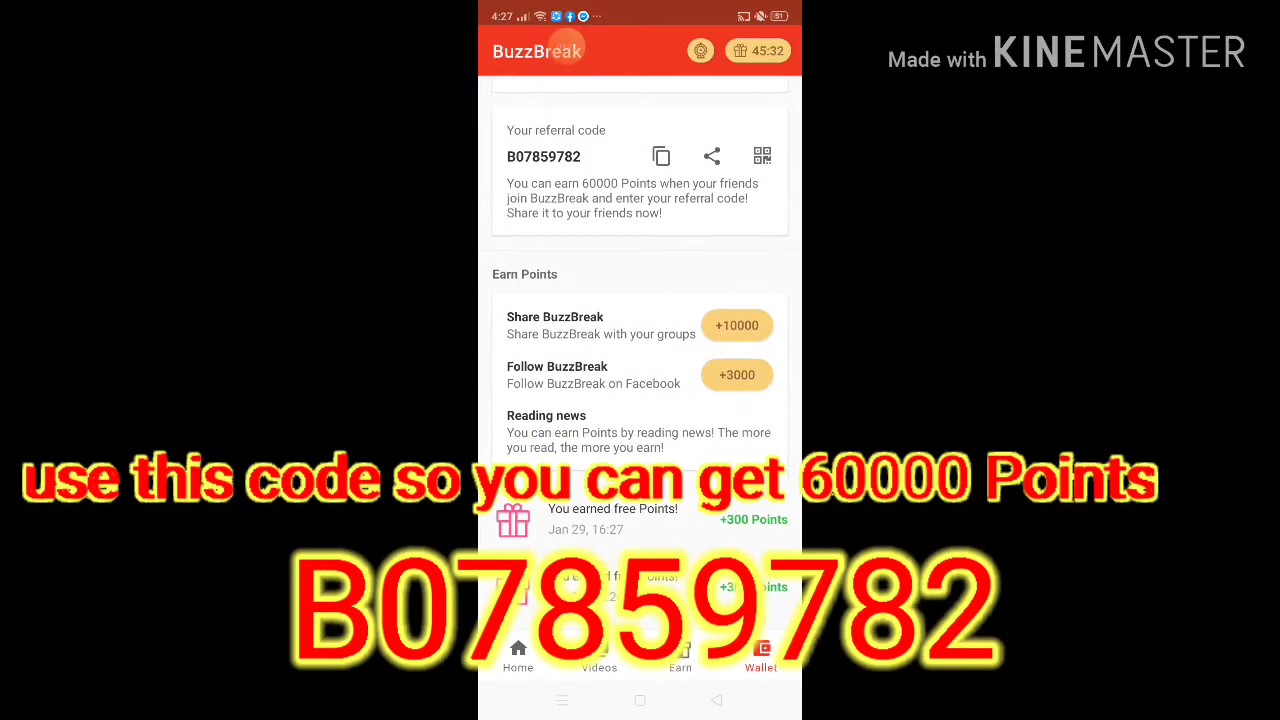 4:27
51
Made with KINEMASTER
BuzzBreak
45:32
Your referral code
B07859782
You can earn 60000 Points when your friends
join BuzzBreak and enter your referral code!
Share it to your friends now!
Earn Points
Share BuzzBreak
+10000
Share BuzzBreak with your groups
Follow BuzzBreak
+3000
Follow BuzzBreak on Facebook
Reading news
You can earn Points by reading news! The more
you read, the more you earn!
use this code so you can get 60000 Points
You earned free Points!
+300 Points
Jan 29, 16:27
B07859782
Home
Videos
Earn
Wallet